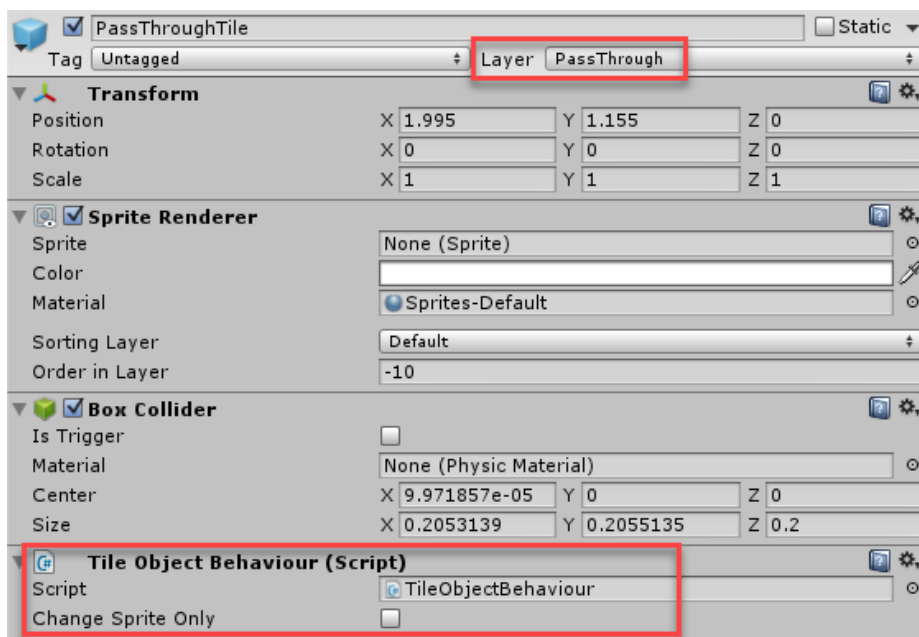 PassThroughTile Static
Tag Untagged Layer PassThrough
Transform
Position X 1.995 Y 1.155 Z 0
Rotation X 0 Y 0 Z 0
Scale X 1 Y 1 Z 1
Sprite Renderer
Sprite None (Sprite)
Color
Material Sprites-Default
Sorting Layer Default
Order in Layer -10
Box Collider
Is Trigger
Material None (Physic Material)
Center X 9.971857e-05 Y 0 Z 0
Size X 0.2053139 Y 0.2055135 Z 0.2
Tile Object Behaviour (Script)
Script TileObjectBehaviour
Change Sprite Only